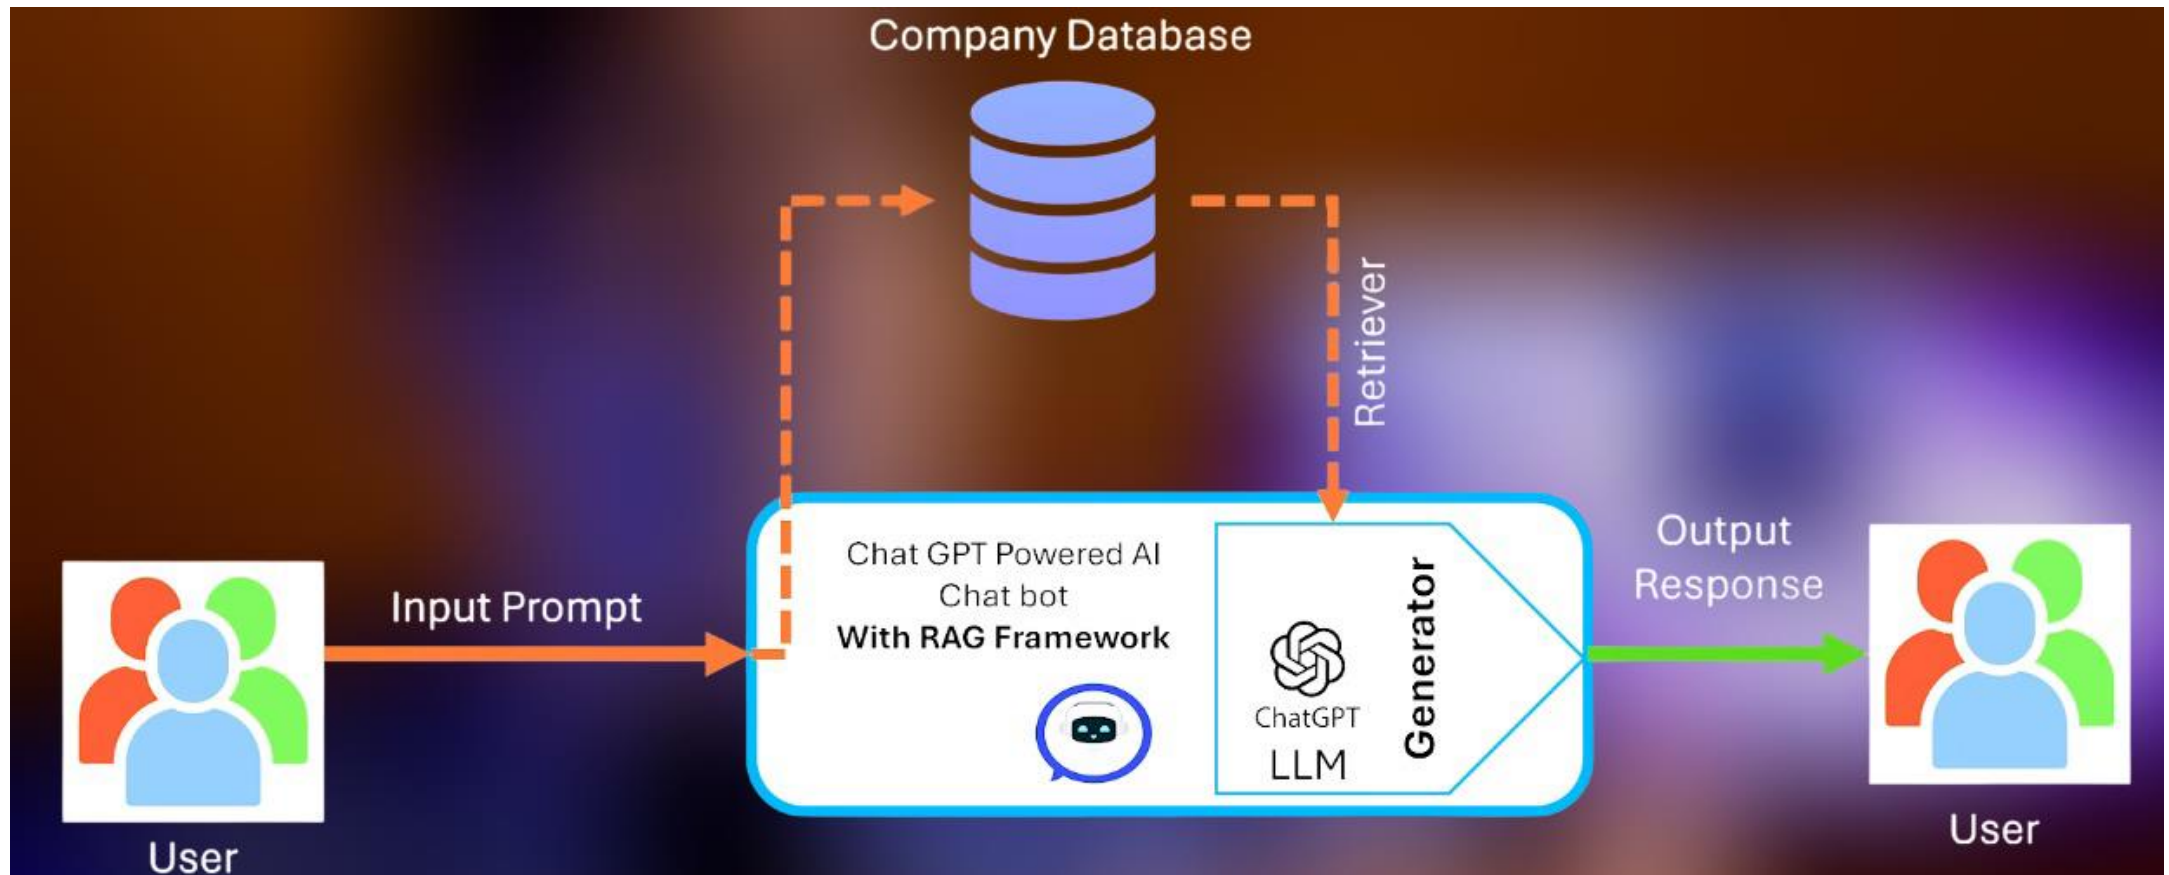 Company Database
Retriever
Input Prompt
Chat GPT Powered AI
Chat bot
With RAG Framework
ChatGPT
LLM
Generator
Output
Response
User
User